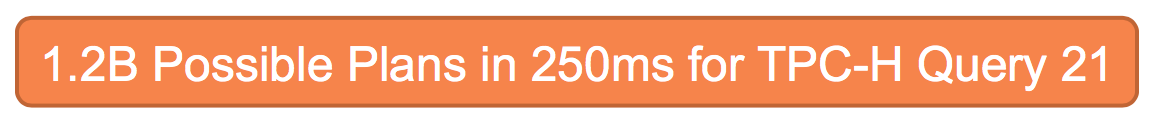 1.2B Possible Plans in 250ms for TPC-H Query 21